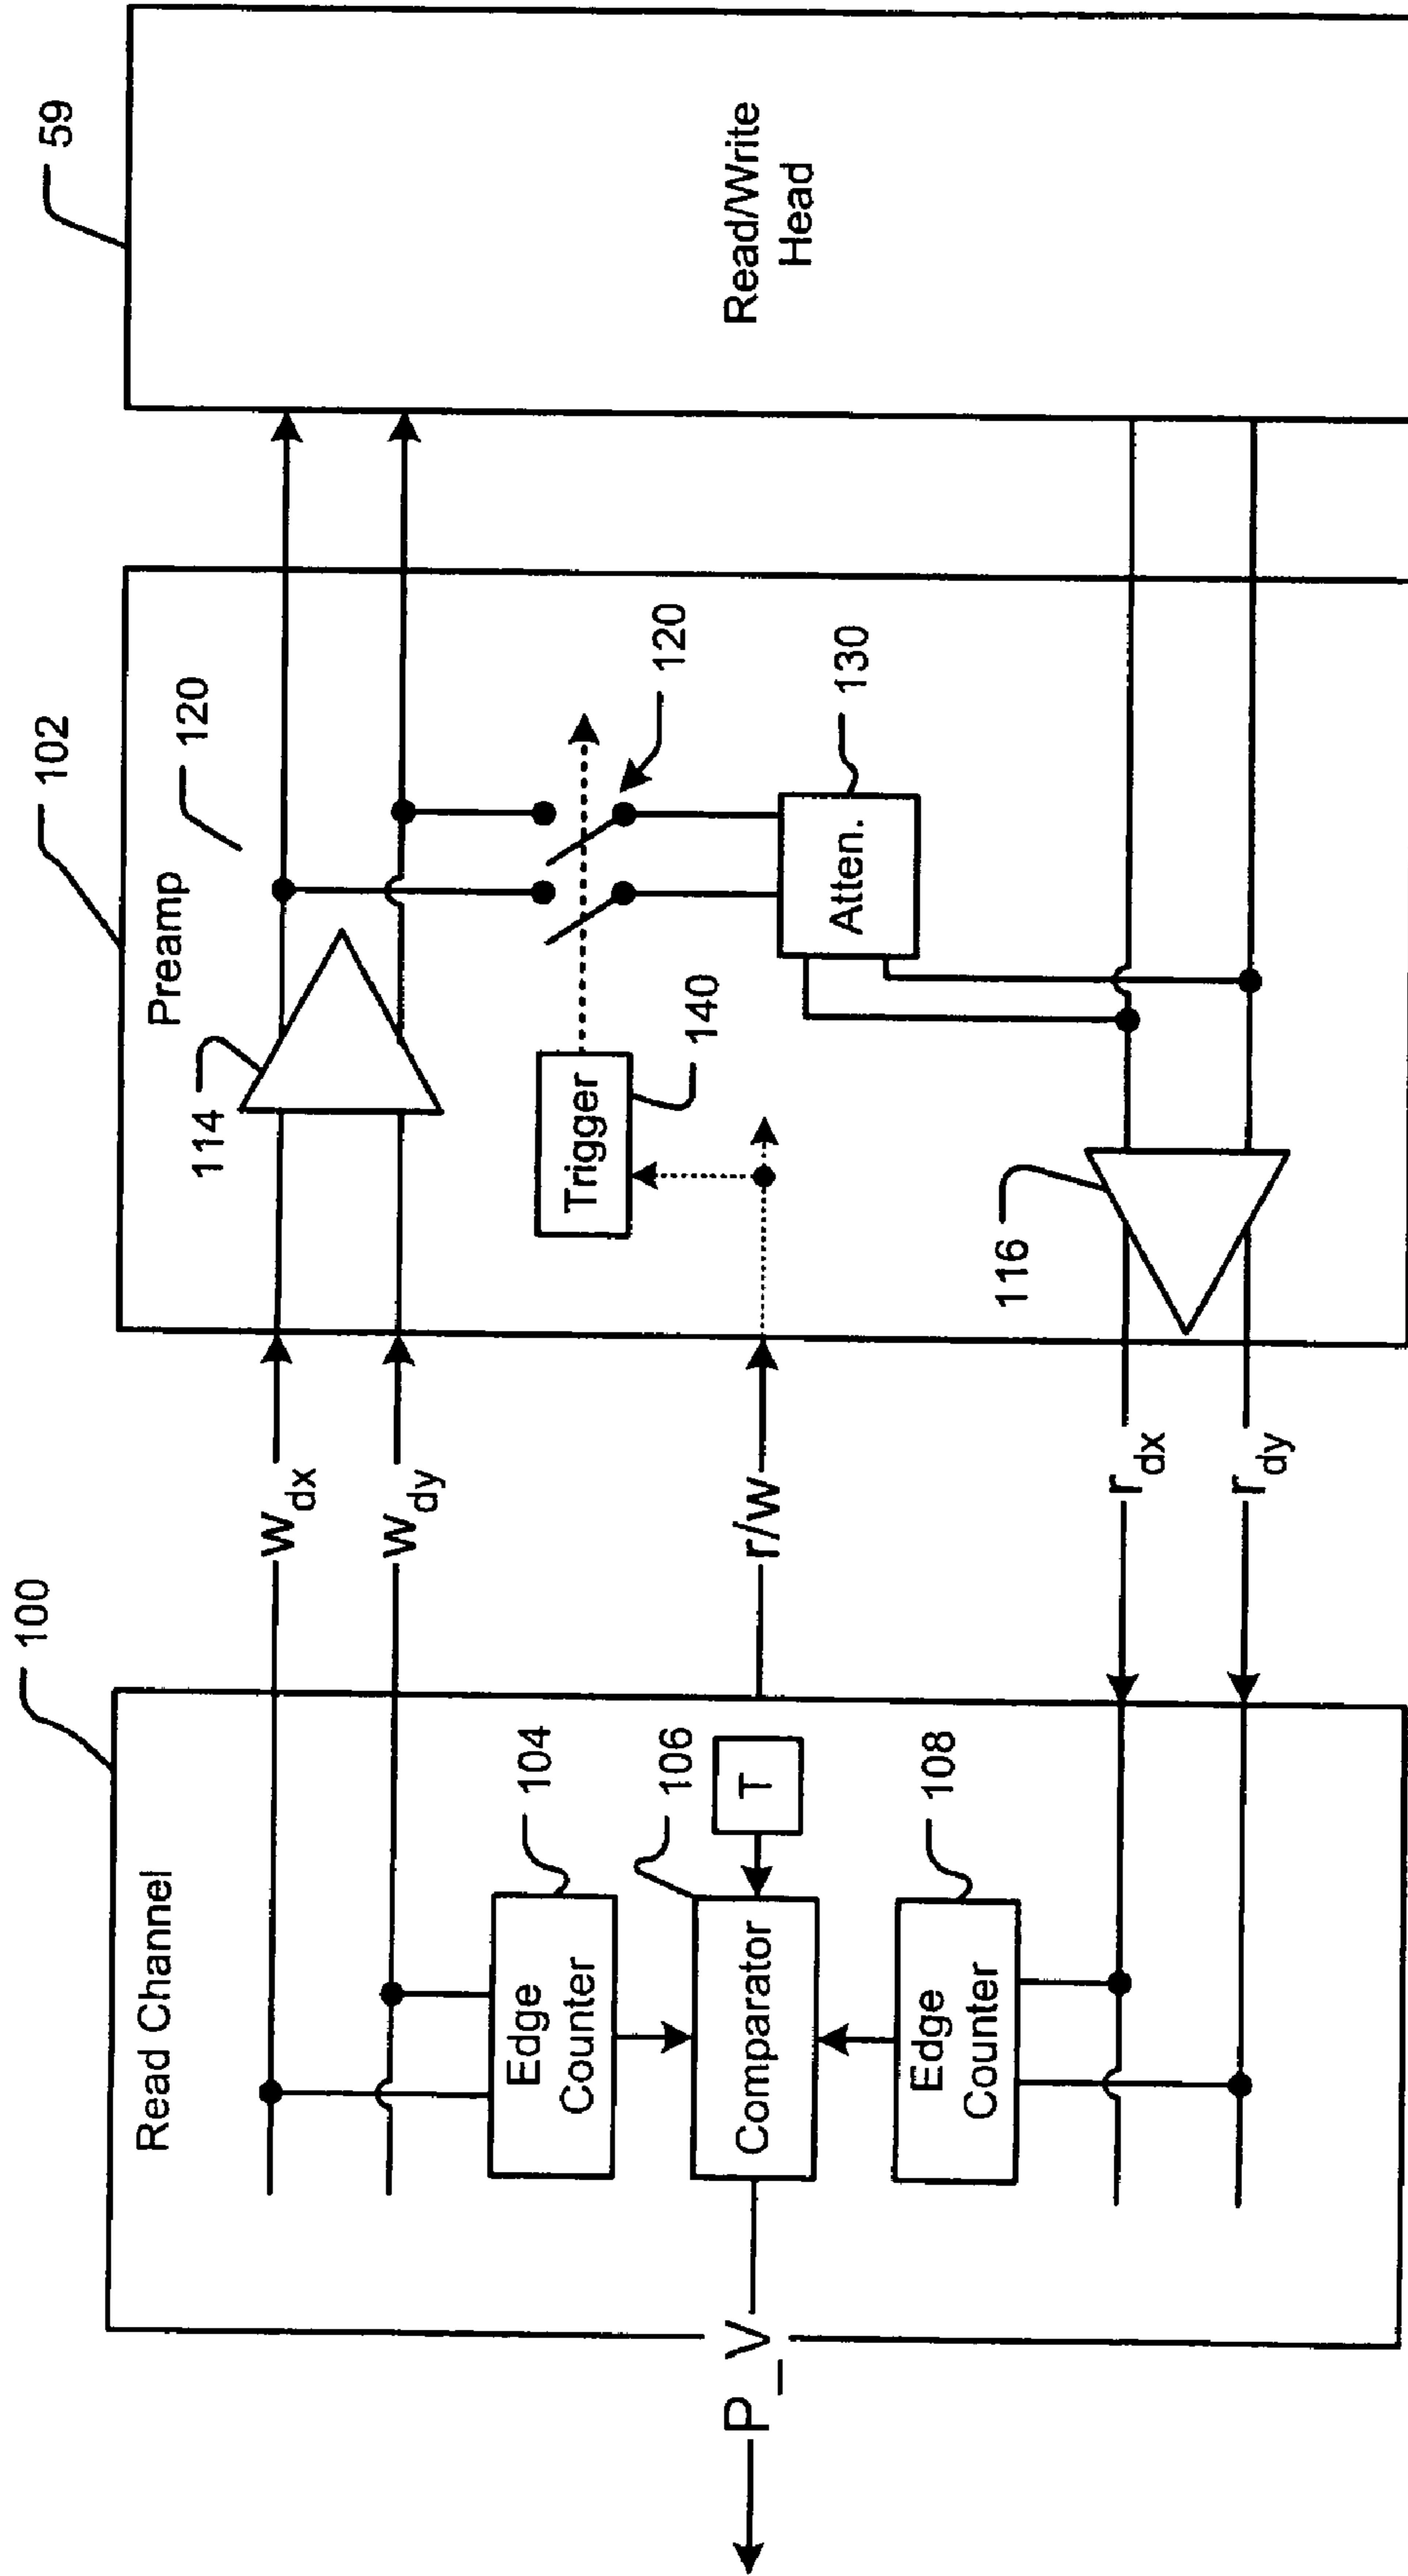 100
102
59
Read Channel
Preamp
Read/Write
Head
w_dx
w_dy
114
120
Edge
Counter
104
Trigger
140
120
Comparator
106
T
P_V
r/w
Atten.
130
Edge
Counter
108
116
r_dx
r_dy